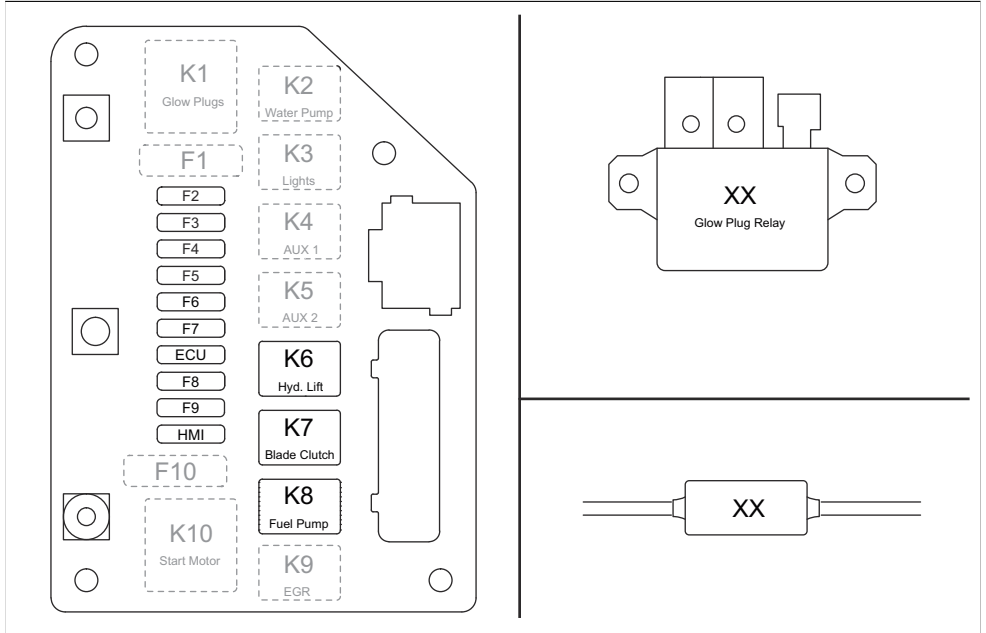 K1
Glow Plugs
F1
F2
F3
F4
F5
F6
F7
ECU
F8
F9
HMI
F10
K10
Start Motor
K2
Water Pump
K3
Lights
K4
AUX 1
K5
AUX 2
K6
Hyd. Lift
K7
Blade Clutch
K8
Fuel Pump
K9
EGR
XX
Glow Plug Relay
XX